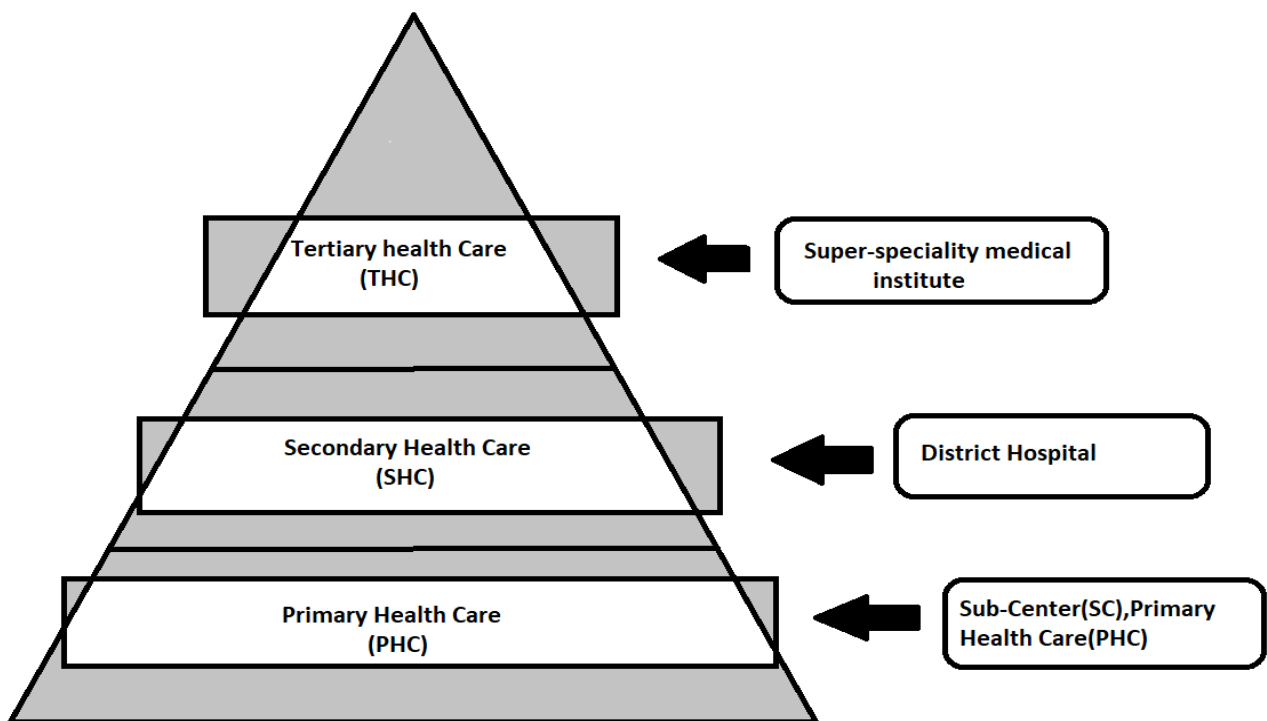 Tertiary health Care
(THC)
Super-speciality medical
institute
Secondary Health Care
(SHC)
District Hospital
Primary Health Care
(PHC)
Sub-Center(SC),Primary
Health Care(PHC)